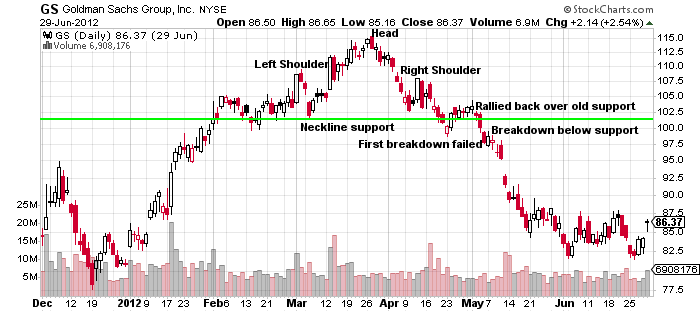 GS Goldman Sachs Group, Inc. NYSE © StockCharts.com
29-Jun-2012 Open 86.50 High 86.65 Low 85.16 Close 86.37 Volume 6.9M Chg +2.14 (+2.54%)
GS (Daily) 86.37 (29 Jun)
Volume 6,908,176
Head
Left Shoulder
Right Shoulder
Rallied back over old support
Neckline support
Breakdown below support
First breakdown failed
115.0
112.5
110.0
107.5
105.0
102.5
100.0
97.5
95.0
92.5
90.0
87.5
86.37
85.0
82.5
6908176
77.5
25M
20M
15M
10M
5M
Dec 12 19 2012 9 17 23 Feb 6 13 21 Mar 12 19 26 Apr 9 16 23 May 7 14 21 Jun 11 18 25